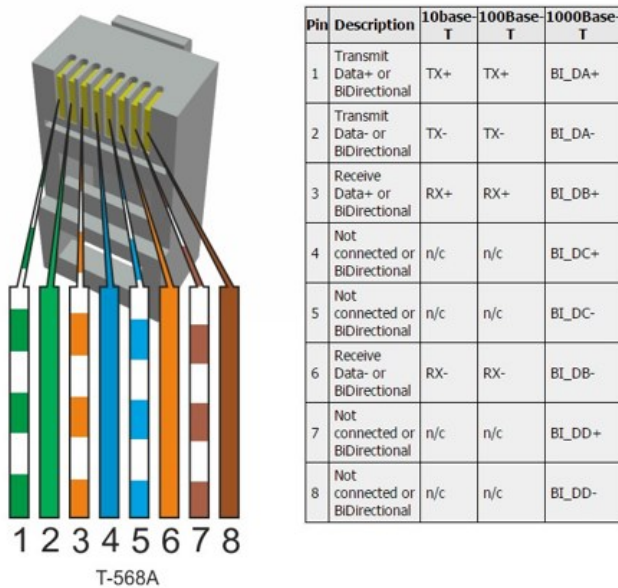 Pin Description 10base-T 100Base-T 1000Base-T
1 Transmit Data+ or BiDirectional TX+ TX+ BI_DA+
2 Transmit Data- or BiDirectional TX- TX- BI_DA-
3 Receive Data+ or BiDirectional RX+ RX+ BI_DB+
4 Not connected or BiDirectional n/c n/c BI_DC+
5 Not connected or BiDirectional n/c n/c BI_DC-
6 Receive Data- or BiDirectional RX- RX- BI_DB-
7 Not connected or BiDirectional n/c n/c BI_DD+
8 Not connected or BiDirectional n/c n/c BI_DD-
1 2 3 4 5 6 7 8
T-568A